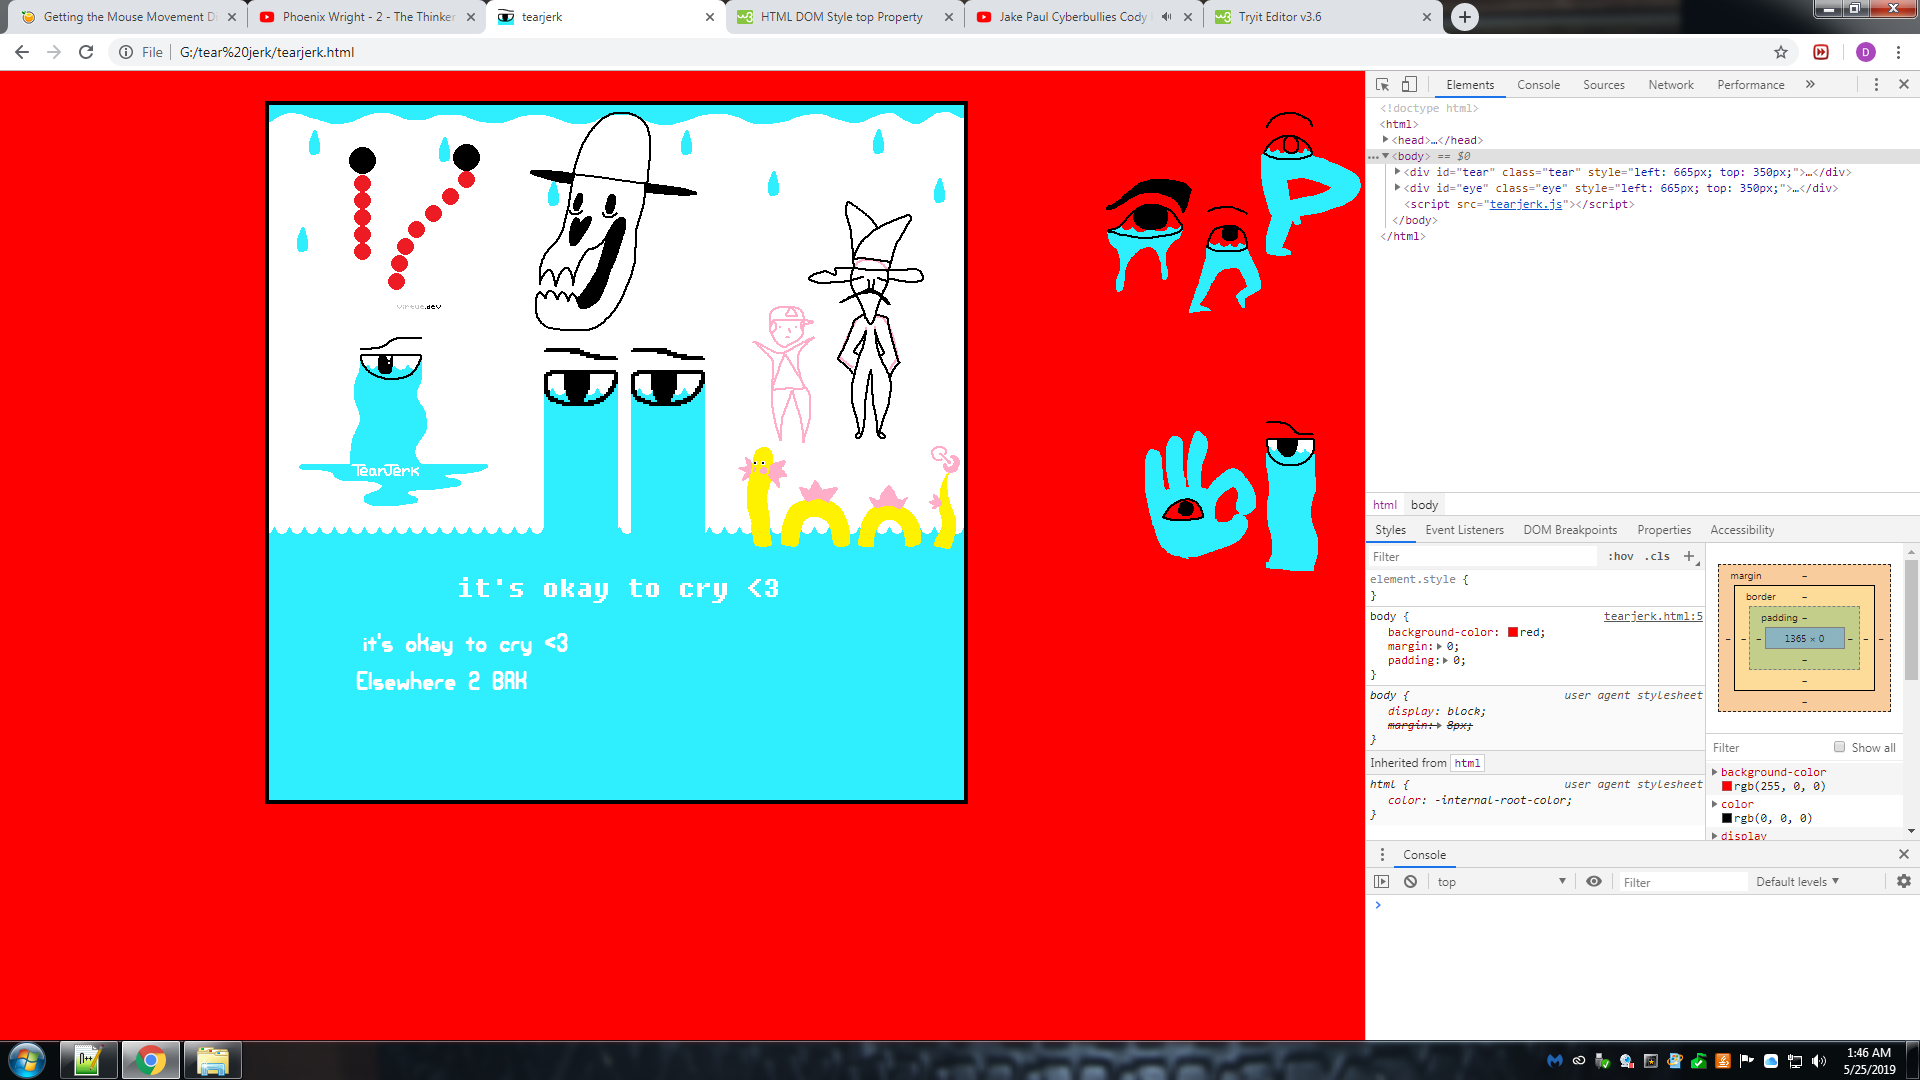 Getting the Mouse Movement Di
Phoenix Wright - 2 - The Thinker
tearjerk
HTML DOM Style top Property
Jake Paul Cyberbullies Cody
Tryit Editor v3.6
File
G:/tear%20jerk/tearjerk.html
D
virtue.dev
TearJerk
it's okay to cry <3
it's okay to cry <3
Elsewhere 2 BRK
Elements
Console
Sources
Network
Performance
»
<!doctype html>
<html>
<head>…</head>
<body> == $0
<div id="tear" class="tear" style="left: 665px; top: 350px;">…</div>
<div id="eye" class="eye" style="left: 665px; top: 350px;">…</div>
<script src="tearjerk.js"></script>
</body>
</html>
html body
Styles
Event Listeners
DOM Breakpoints
Properties
Accessibility
Filter
:hov .cls +
element.style {
}
body {
tearjerk.html:5
background-color: red;
margin: 0;
padding: 0;
}
body {
user agent stylesheet
display: block;
margin: 8px;
}
Inherited from html
html {
user agent stylesheet
color: -internal-root-color;
}
margin –
border –
padding –
– – – 1365 × 0 – – –
–
–
–
Filter
Show all
background-color
rgb(255, 0, 0)
color
rgb(0, 0, 0)
display
Console
top
Filter
Default levels
N++
1:46 AM
5/25/2019